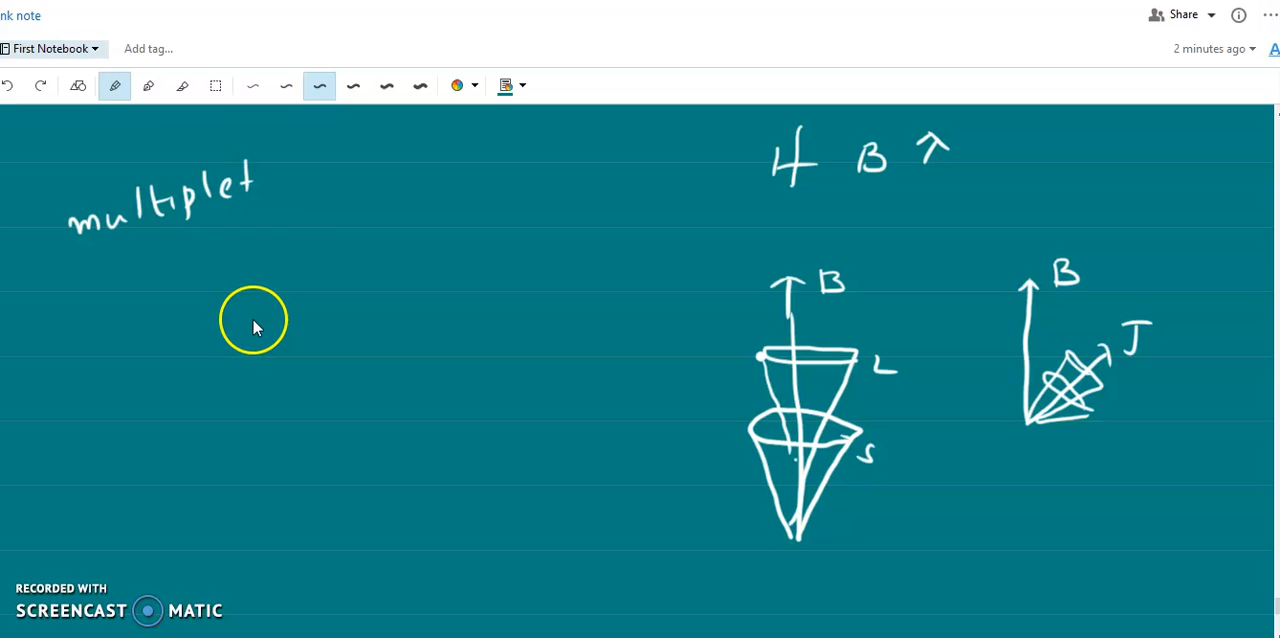 nk note
Share
First Notebook
Add tag...
2 minutes ago
A
multiplet
B ↑
B
L
S
B
J
RECORDED WITH
SCREENCAST MATIC